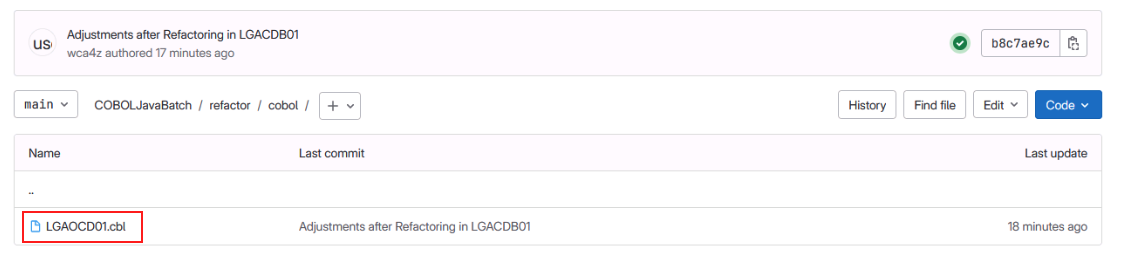 us
Adjustments after Refactoring in LGACDB01
wca4z authored 17 minutes ago
b8c7ae9c
main COBOLJavaBatch / refactor / cobol / + History Find file Edit Code
Name Last commit Last update
..
LGAOCD01.cbl Adjustments after Refactoring in LGACDB01 18 minutes ago